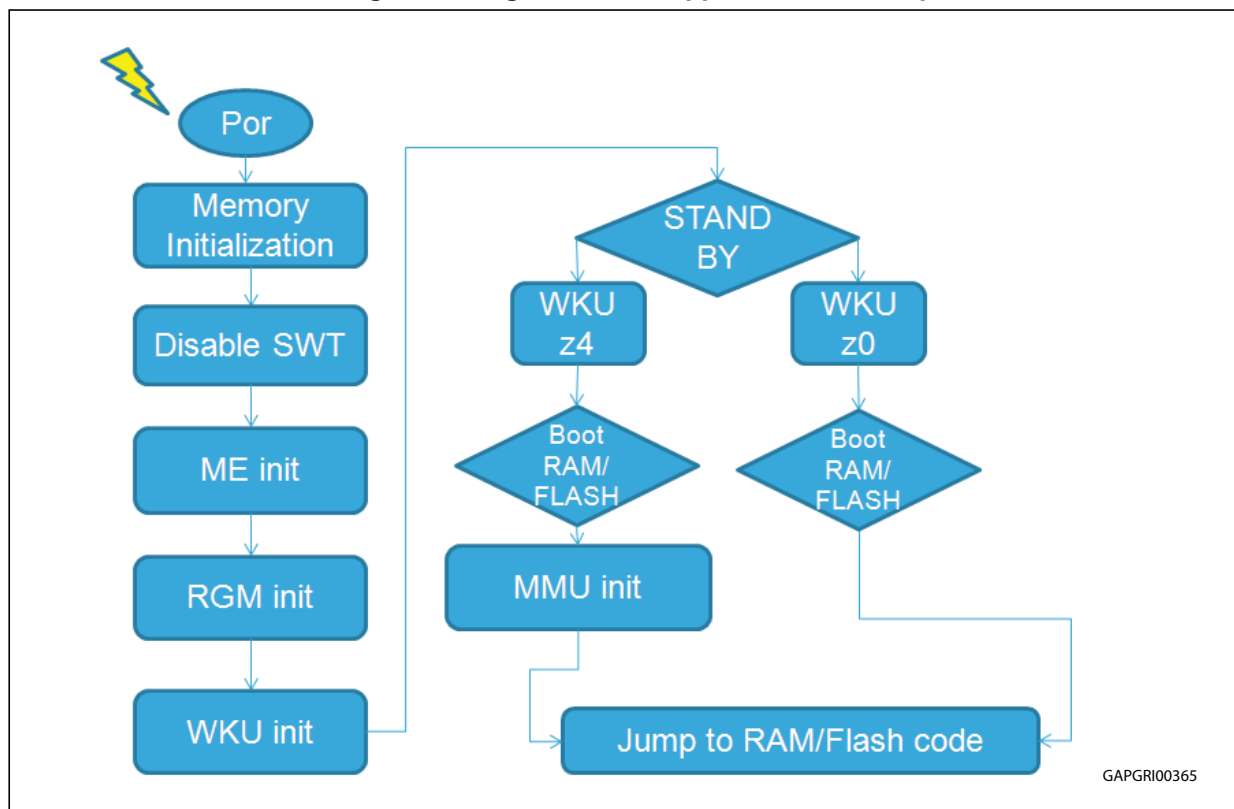 Por
Memory
Initialization
Disable SWT
ME init
RGM init
WKU init
STAND
BY
WKU
z4
WKU
z0
Boot
RAM/
FLASH
Boot
RAM/
FLASH
MMU init
Jump to RAM/Flash code
GAPGRI00365